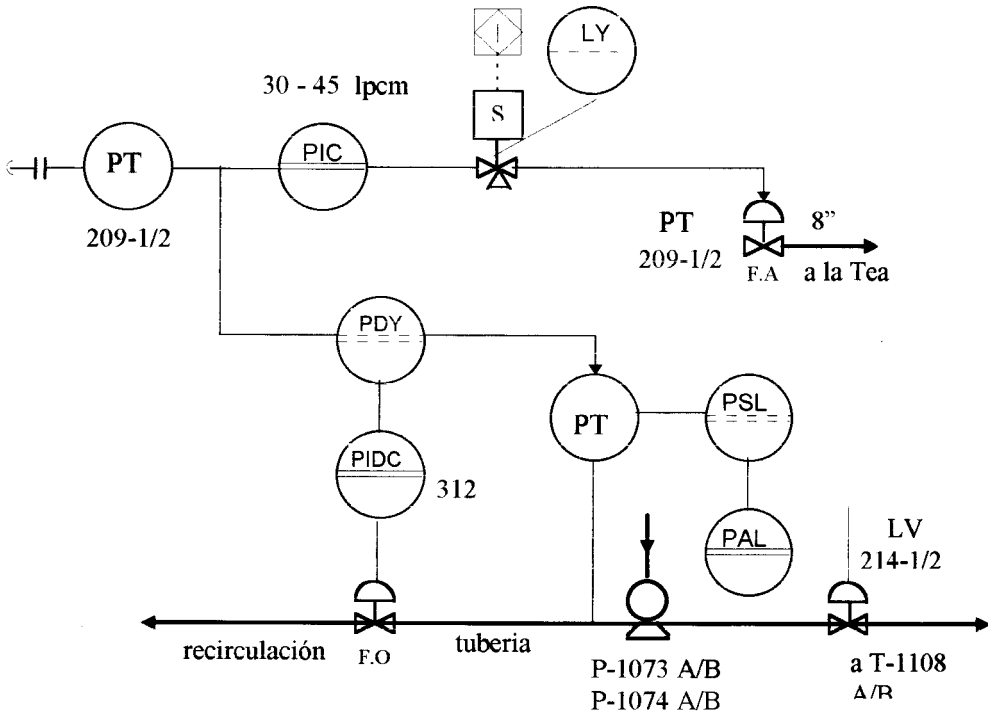 I
LY
30 - 45 lpcm
S
PT
PIC
209-1/2
PT
209-1/2
8”
F.A
a la Tea
PDY
PT
PSL
PIDC
312
PAL
LV
214-1/2
recirculación
F.O
tuberia
P-1073 A/B
P-1074 A/B
a T-1108
A/B